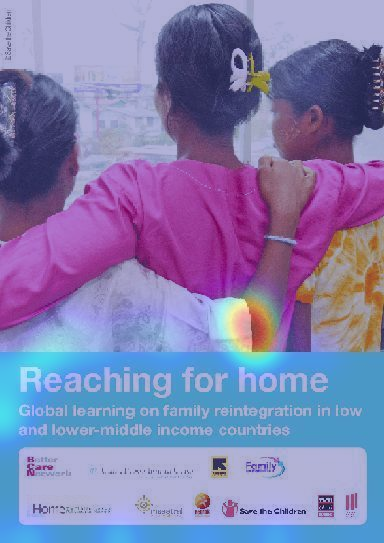 Reaching for home
Global learning on family reintegration in low
and lower-middle income countries
Better
Care
Network
Family
Home
maestral
Save the Children